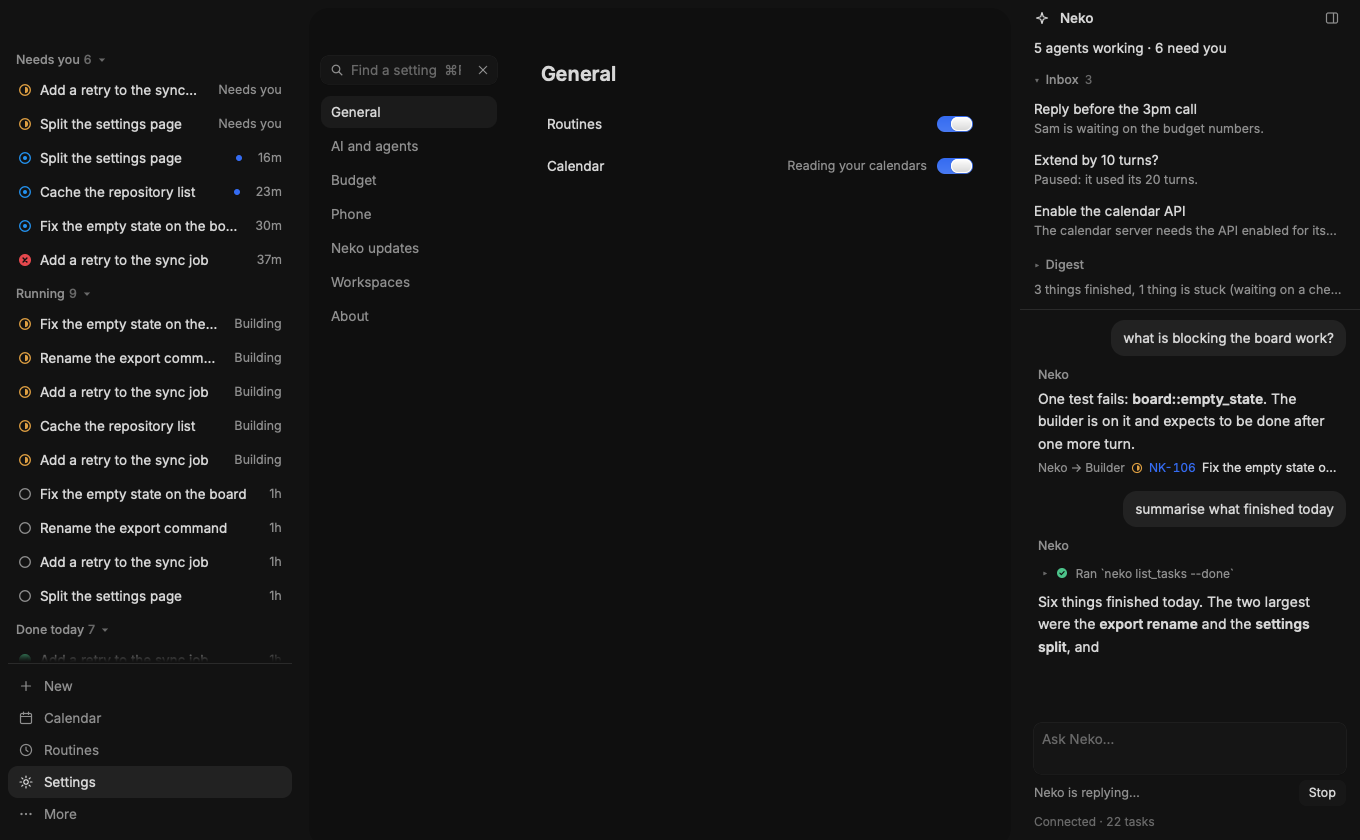 Needs you 6
Add a retry to the sync... Needs you
Split the settings page Needs you
Split the settings page 16m
Cache the repository list 23m
Fix the empty state on the bo... 30m
Add a retry to the sync job 37m
Running 9
Fix the empty state on the... Building
Rename the export comm... Building
Add a retry to the sync job Building
Cache the repository list Building
Add a retry to the sync job Building
Fix the empty state on the board 1h
Rename the export command 1h
Add a retry to the sync job 1h
Split the settings page 1h
Done today 7
Add a retry to the sync job 1h
New
Calendar
Routines
Settings
More
Find a setting ⌘F
General
AI and agents
Budget
Phone
Neko updates
Workspaces
About
General
Routines
Calendar Reading your calendars
Neko
5 agents working · 6 need you
Inbox 3
Reply before the 3pm call
Sam is waiting on the budget numbers.
Extend by 10 turns?
Paused: it used its 20 turns.
Enable the calendar API
The calendar server needs the API enabled for its...
Digest
3 things finished, 1 thing is stuck (waiting on a che...
what is blocking the board work?
Neko
One test fails: board::empty_state. The
builder is on it and expects to be done after
one more turn.
Neko → Builder NK-106 Fix the empty state o...
summarise what finished today
Neko
Ran `neko list_tasks --done`
Six things finished today. The two largest
were the export rename and the settings
split, and
Ask Neko...
Neko is replying... Stop
Connected · 22 tasks